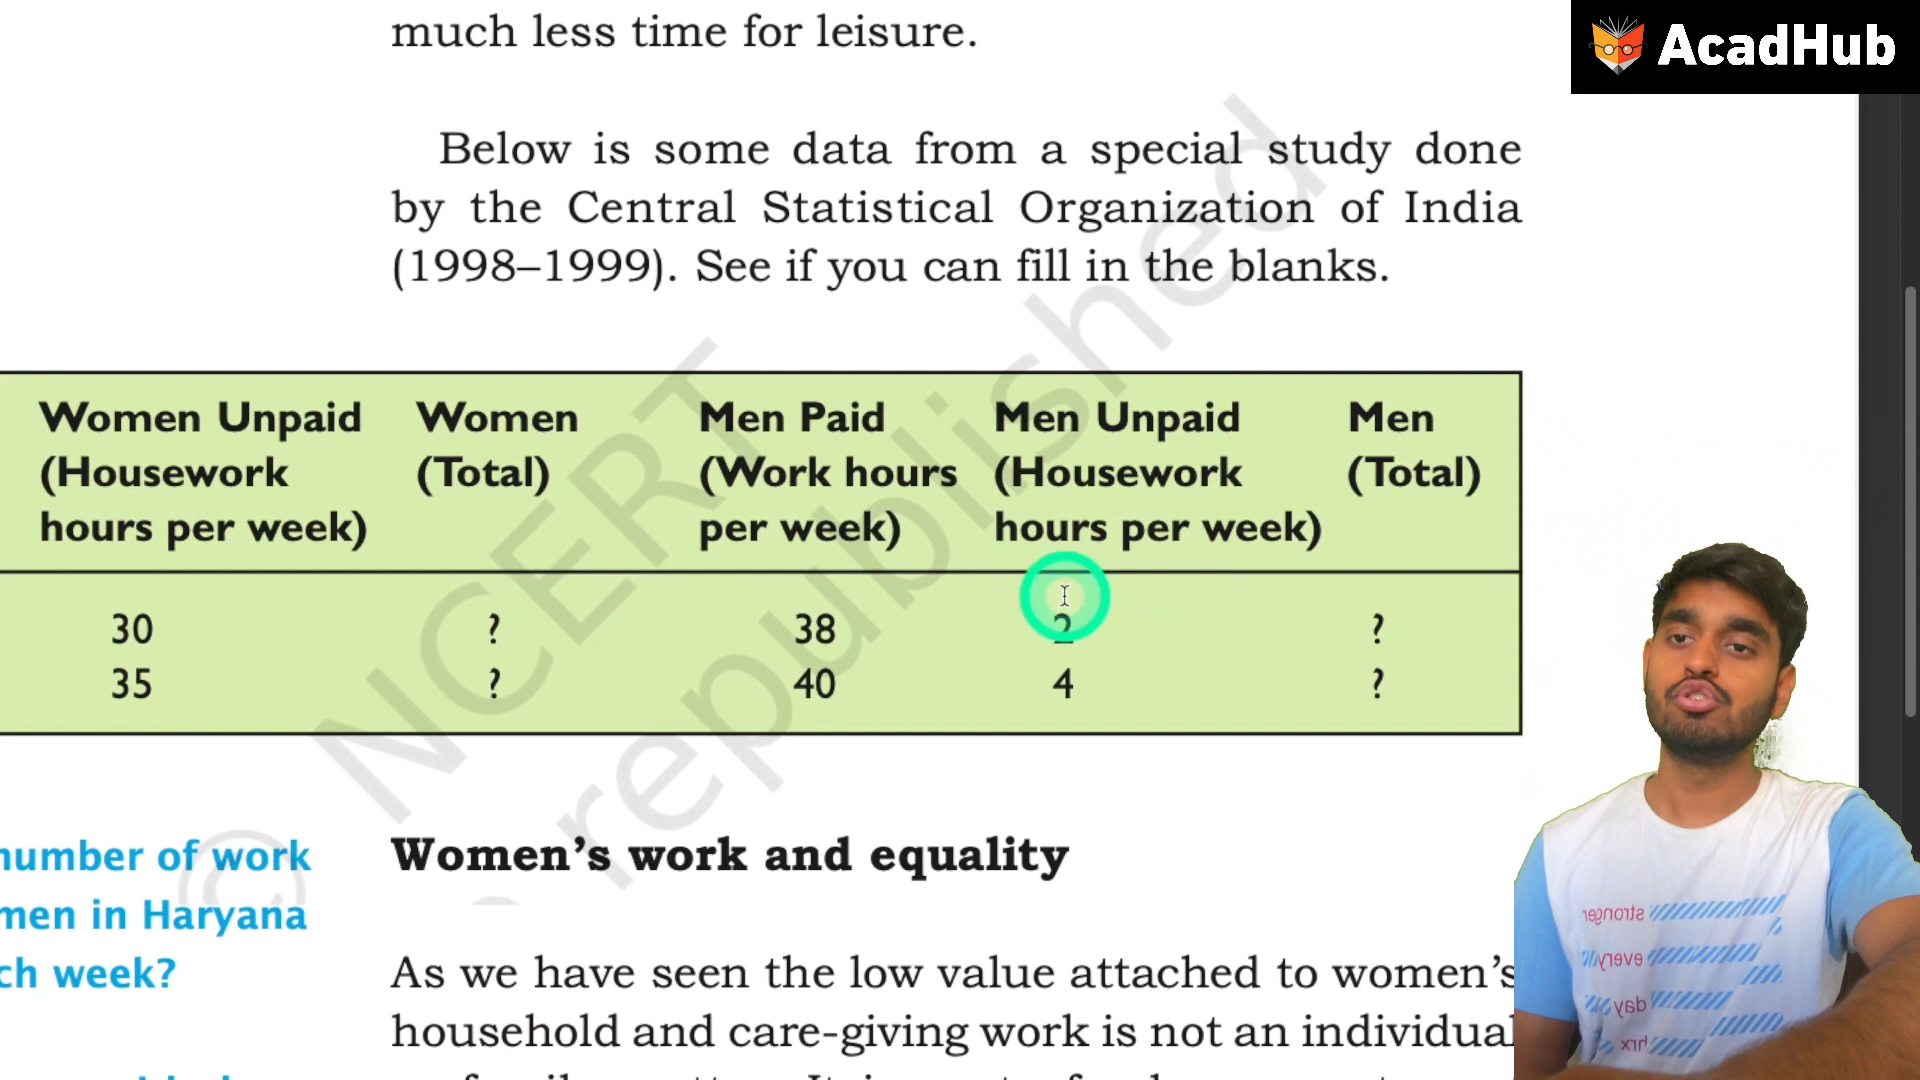 much less time for leisure.
AcadHub
Below is some data from a special study done
by the Central Statistical Organization of India
(1998–1999). See if you can fill in the blanks.
Women Unpaid Women Men Paid Men Unpaid Men
(Housework (Total) (Work hours (Housework (Total)
hours per week) per week) hours per week)
30 ? 38 2 ?
35 ? 40 4 ?
© NCERT
republished
number of work
men in Haryana
ch week?
Women's work and equality
As we have seen the low value attached to women's
household and care-giving work is not an individual
stronger
every
day
hrx